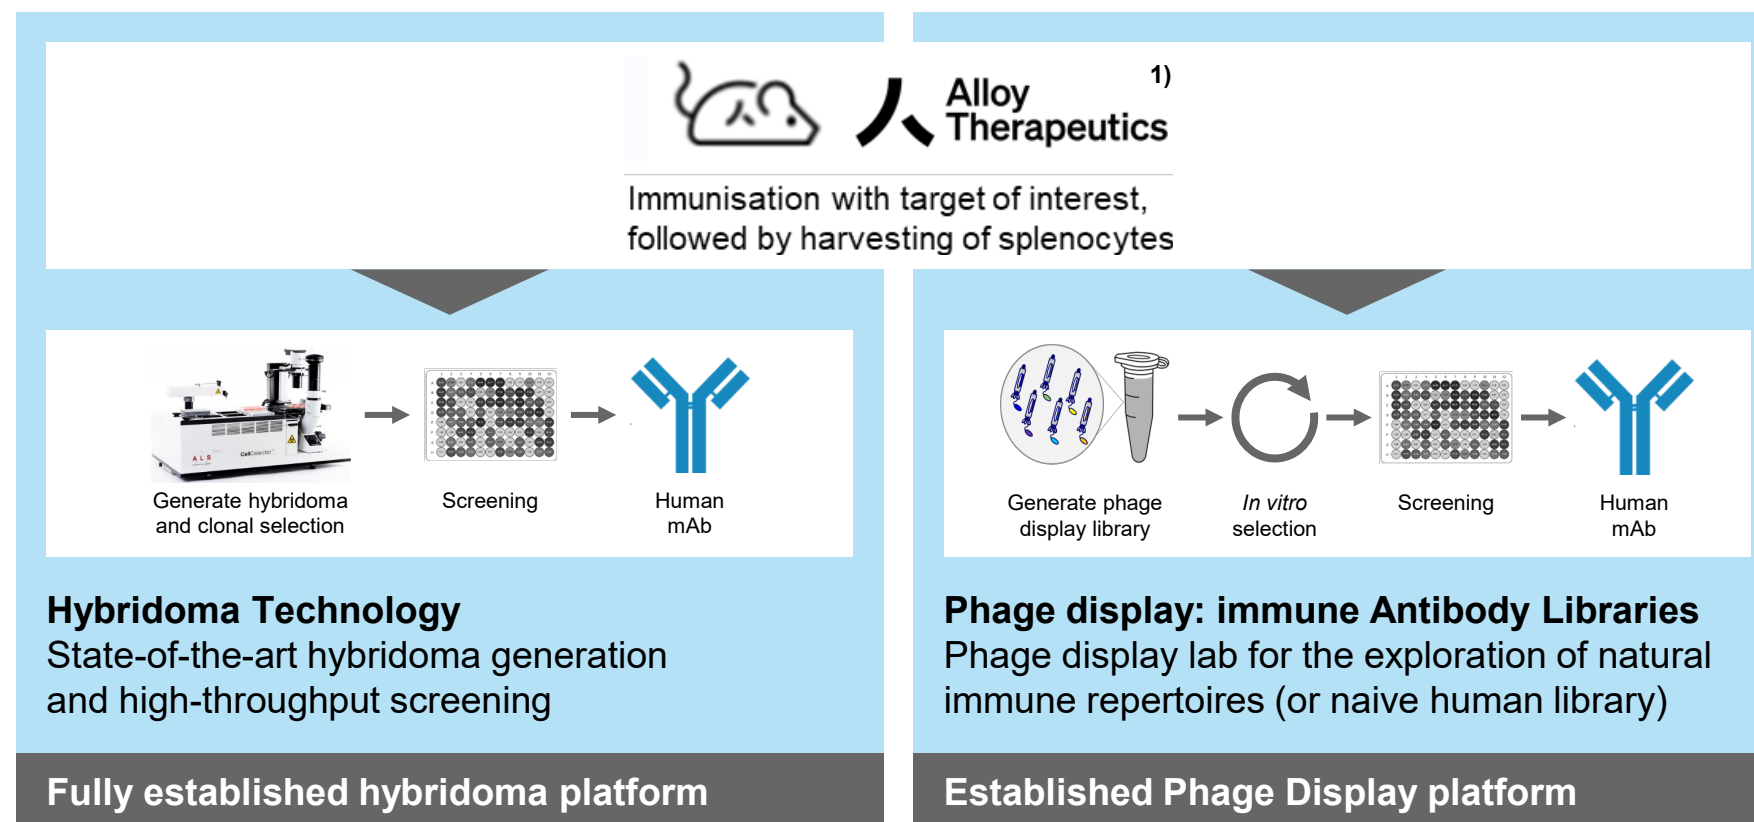 Alloy
Therapeutics
1)
Immunisation with target of interest,
followed by harvesting of splenocytes
ALS
CellCelector
Generate hybridoma
and clonal selection
Screening
Human
mAb
Generate phage
display library
In vitro
selection
Screening
Human
mAb
Hybridoma Technology
State-of-the-art hybridoma generation
and high-throughput screening
Phage display: immune Antibody Libraries
Phage display lab for the exploration of natural
immune repertoires (or naive human library)
Fully established hybridoma platform
Established Phage Display platform